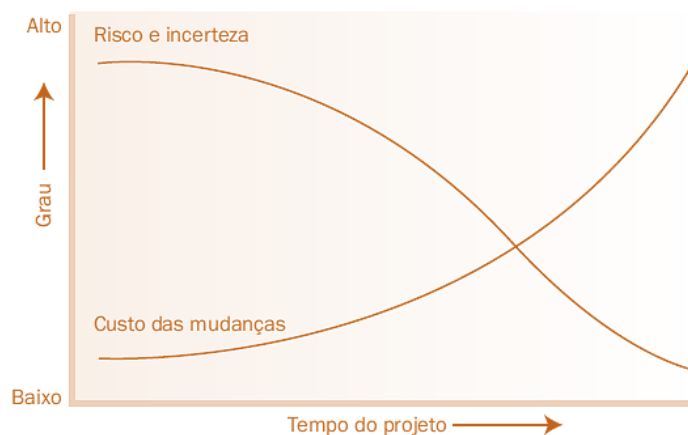 Alto
Risco e incerteza
Grau
Custo das mudanças
Baixo
Tempo do projeto